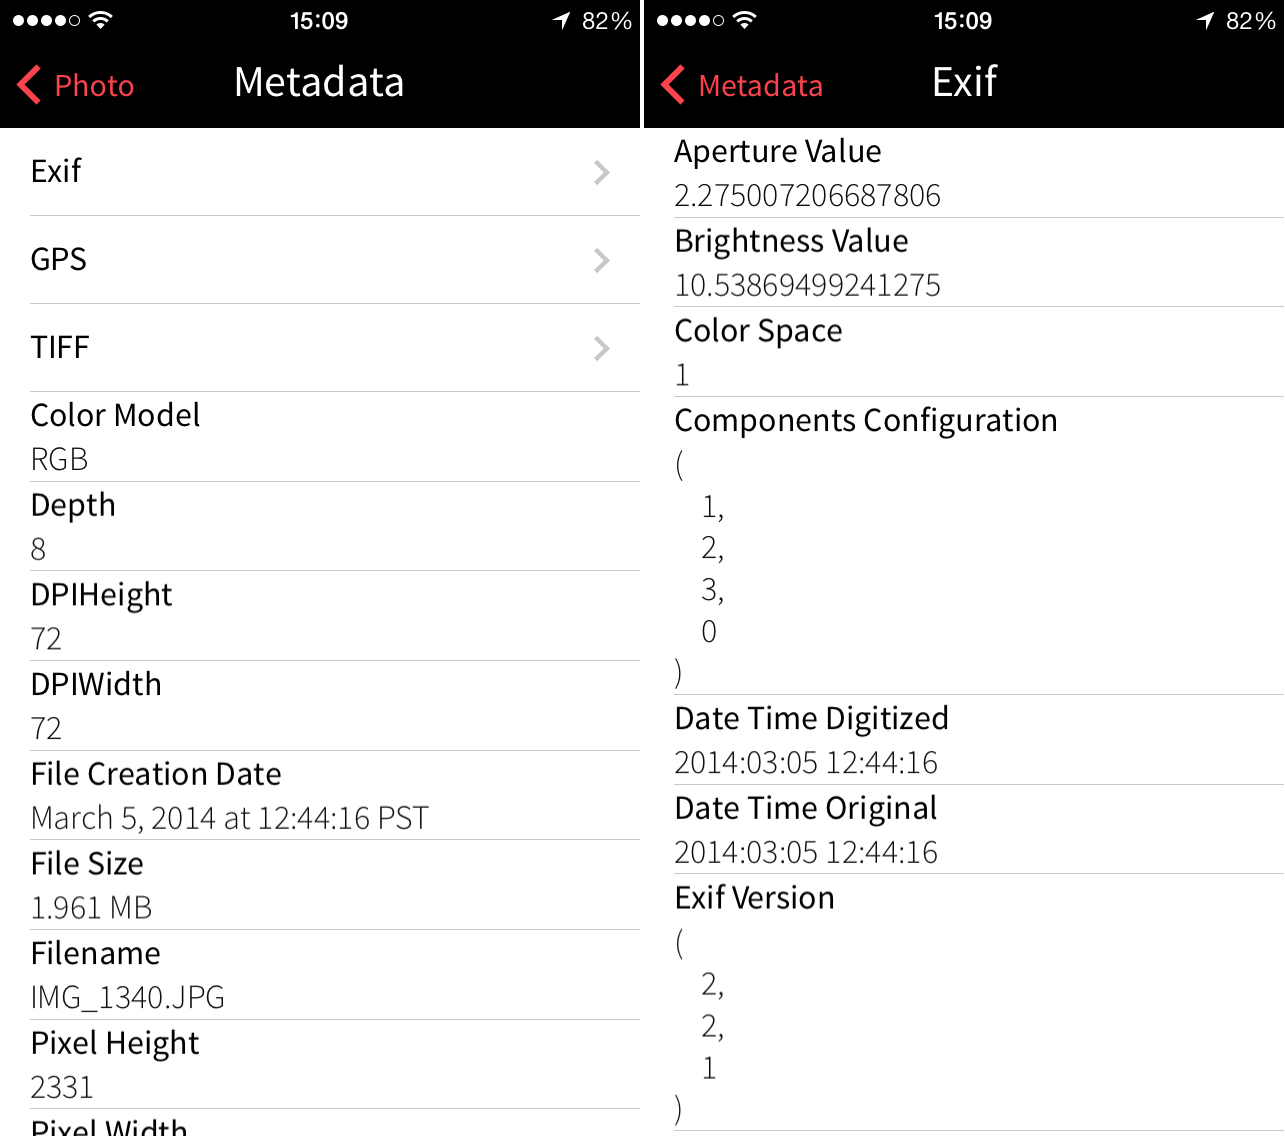 15:09
82%
Photo
Metadata
Exif
GPS
TIFF
Color Model
RGB
Depth
8
DPIHeight
72
DPIWidth
72
File Creation Date
March 5, 2014 at 12:44:16 PST
File Size
1.961 MB
Filename
IMG_1340.JPG
Pixel Height
2331
Pixel Width
15:09
82%
Metadata
Exif
Aperture Value
2.275007206687806
Brightness Value
10.53869499241275
Color Space
1
Components Configuration
(
1,
2,
3,
0
)
Date Time Digitized
2014:03:05 12:44:16
Date Time Original
2014:03:05 12:44:16
Exif Version
(
2,
2,
1
)